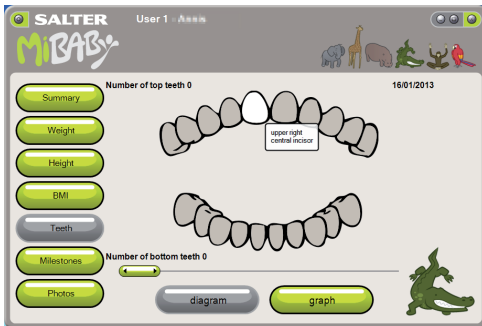 SALTER
User 1 -
MiBABy
Number of top teeth 0
16/01/2013
Summary
Weight
Height
BMI
Teeth
Milestones
Photos
upper right
central incisor
Number of bottom teeth 0
diagram
graph